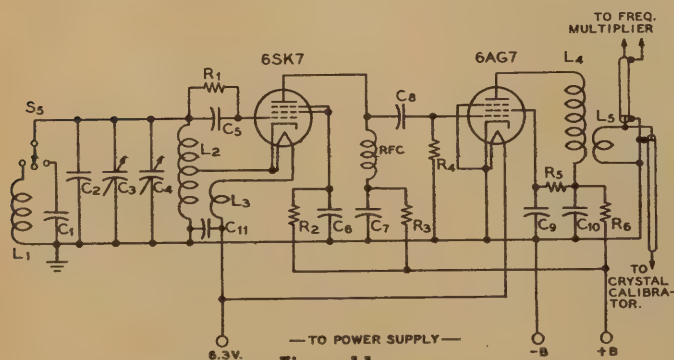 TO FREQ.
MULTIPLIER
6SK7
6AG7
L4
R1
S5
C5
C8
L5
L2
RFC
R4
R5
C2
C3
C4
L3
C1
R2
C6
C7
R3
C9
C10
R6
L1
C11
TO
CRYSTAL
CALIBRA-
TOR.
6.3V.
— TO POWER SUPPLY —
-B
+B